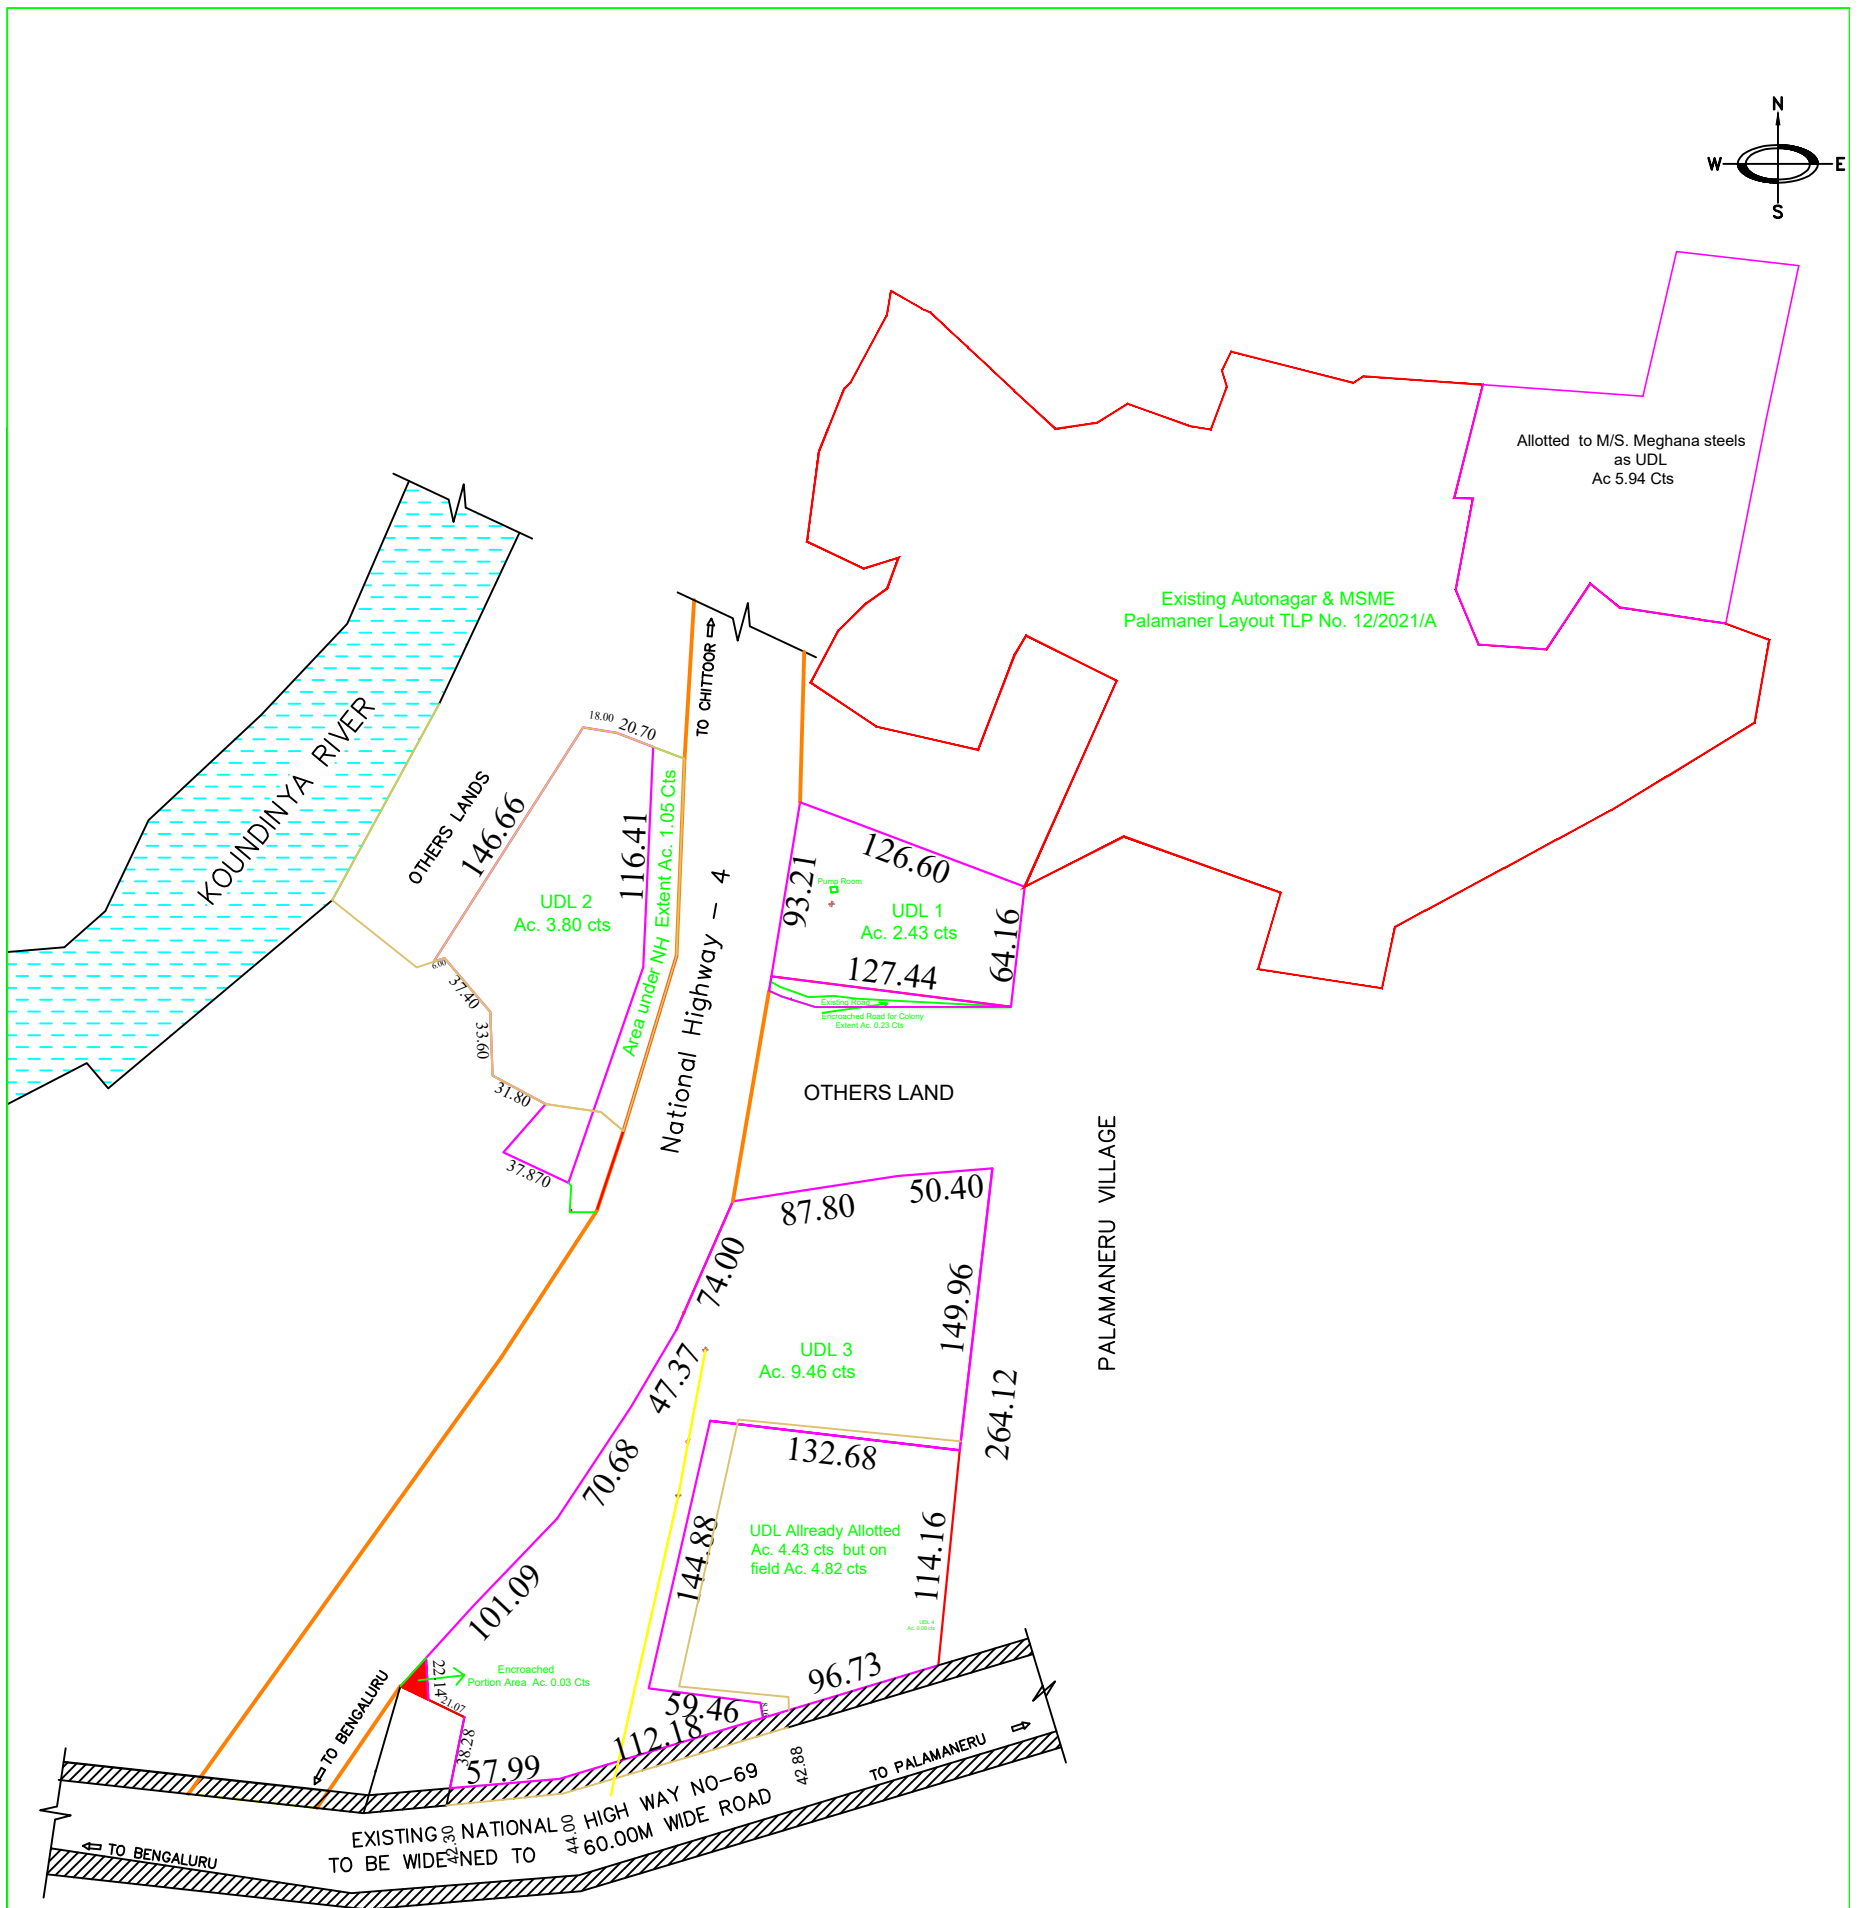 N
W
E
S
Allotted to M/S. Meghana steels
as UDL
Ac 5.94 Cts
Existing Autonagar & MSME
Palamaner Layout TLP No. 12/2021/A
KOUNDINYA RIVER
OTHERS LANDS
TO CHITTOOR
18.00
20.70
146.66
116.41
UDL 2
Ac. 3.80 cts
Area under NH Extent Ac. 1.05 Cts
National Highway - 4
6.00
37.40
33.60
31.80
37.870
126.60
93.21
Pump Room
UDL 1
Ac. 2.43 cts
64.16
127.44
Existing Road
Encroached Road for Colony
Extent Ac. 0.23 Cts
OTHERS LAND
PALAMANERU VILLAGE
87.80
50.40
74.00
149.96
47.37
UDL 3
Ac. 9.46 cts
264.12
132.68
70.68
144.88
UDL Allready Allotted
Ac. 4.43 cts but on
field Ac. 4.82 cts
114.16
101.09
UDL 4
96.73
22.14
21.07
Encroached
Portion Area Ac. 0.03 Cts
38.28
59.46
112.18
57.99
42.88
TO BENGALURU
TO PALAMANERU
EXISTING NATIONAL HIGH WAY NO-69
TO BE WIDENED TO 60.00M WIDE ROAD
42.30
44.00
TO BENGALURU